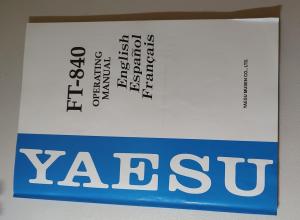 FT-840
OPERATING
MANUAL
English
Español
Français
YAESU MUSEN CO., LTD.
YAESU